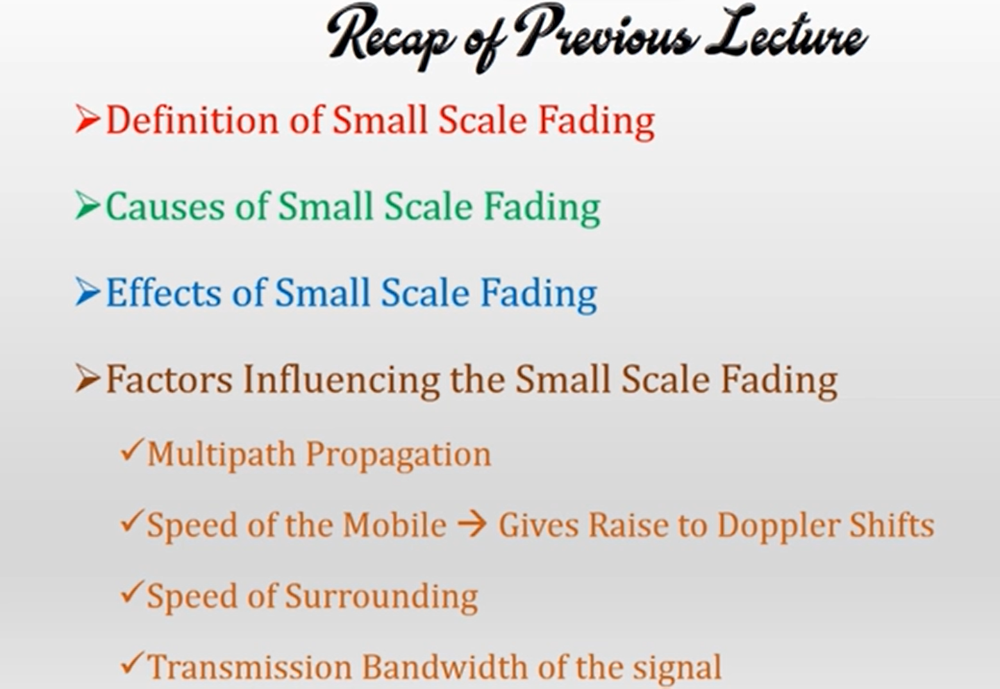 Recap of Previous Lecture
➢Definition of Small Scale Fading
➢Causes of Small Scale Fading
➢Effects of Small Scale Fading
➢Factors Influencing the Small Scale Fading
✓Multipath Propagation
✓Speed of the Mobile → Gives Raise to Doppler Shifts
✓Speed of Surrounding
✓Transmission Bandwidth of the signal